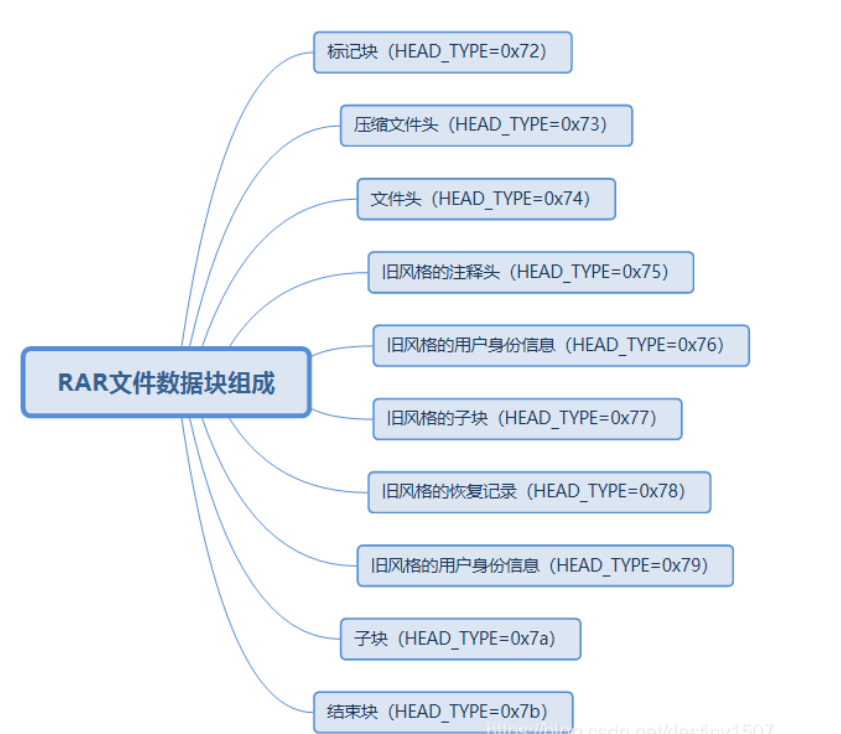 标记块（HEAD_TYPE=0x72）
压缩文件头（HEAD_TYPE=0x73）
文件头（HEAD_TYPE=0x74）
旧风格的注释头（HEAD_TYPE=0x75）
旧风格的用户身份信息（HEAD_TYPE=0x76）
RAR文件数据块组成
旧风格的子块（HEAD_TYPE=0x77）
旧风格的恢复记录（HEAD_TYPE=0x78）
旧风格的用户身份信息（HEAD_TYPE=0x79）
子块（HEAD_TYPE=0x7a）
结束块（HEAD_TYPE=0x7b）
https://blog.csdn.net/destiny1507